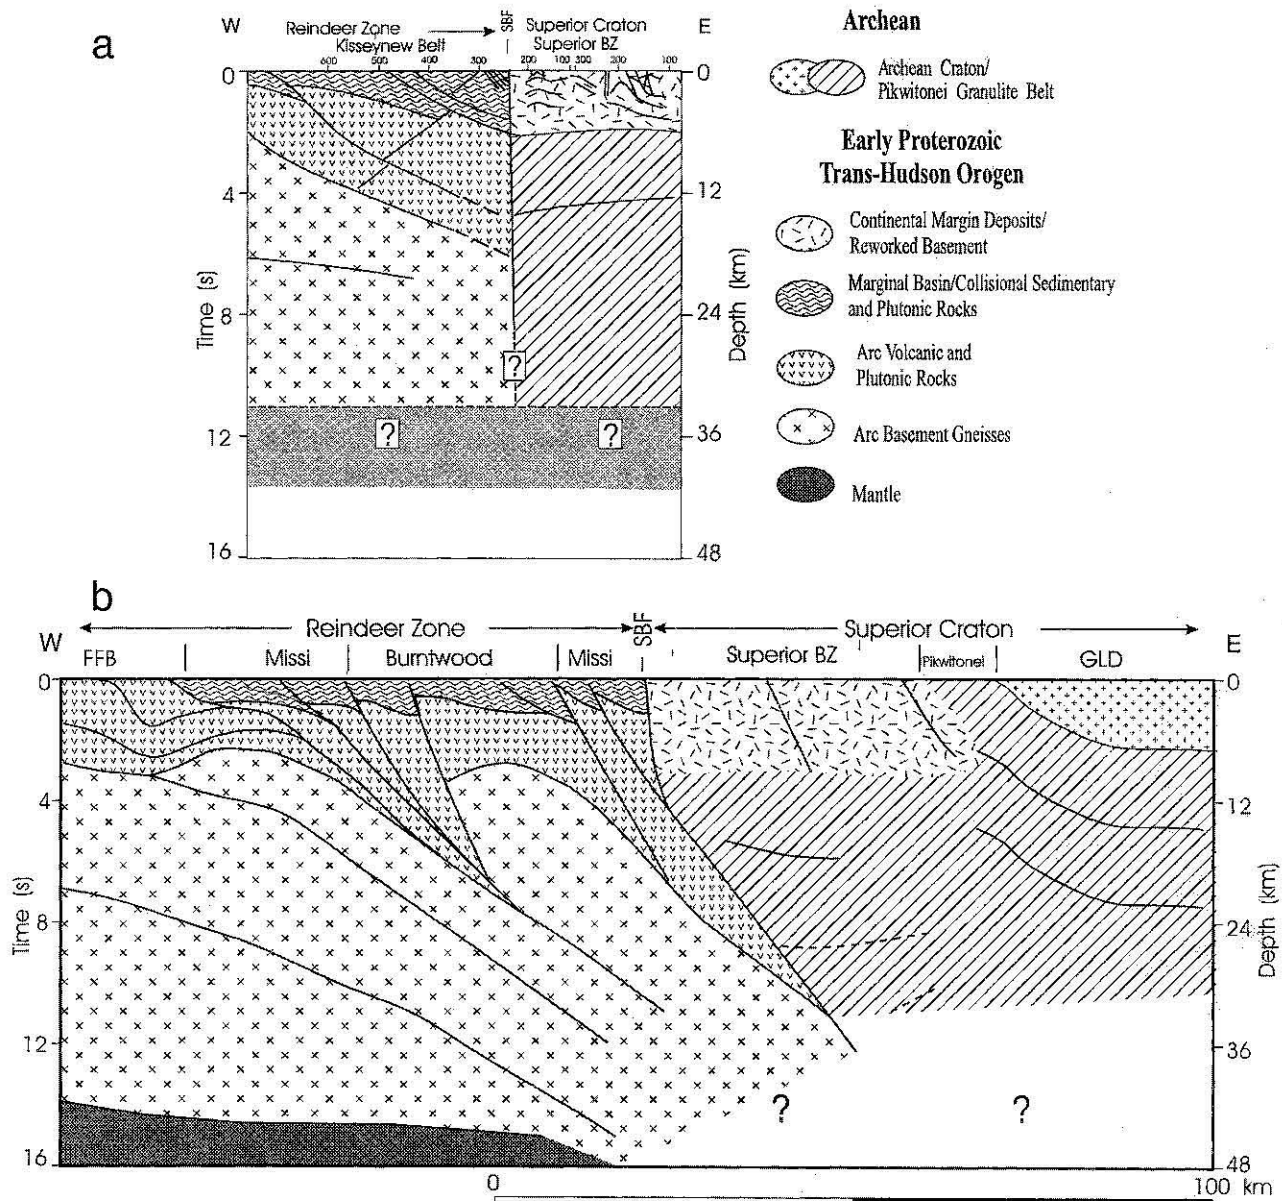 a
W
Reindeer Zone
SBF
Superior Craton
E
Kisseynew Belt
Superior BZ
600 500 400 300 200 100 300 200 100
0
4
8
12
16
Time (s)
0
12
24
36
48
Depth (km)
?
?
?
Archean
Archean Craton/
Pikwitonei Granulite Belt
Early Proterozoic
Trans-Hudson Orogen
Continental Margin Deposits/
Reworked Basement
Marginal Basin/Collisional Sedimentary
and Plutonic Rocks
Arc Volcanic and
Plutonic Rocks
Arc Basement Gneisses
Mantle
b
W
Reindeer Zone
SBF
Superior Craton
E
FFB
Missi
Burntwood
Missi
Superior BZ
Pikwitonei
GLD
0
4
8
12
16
Time (s)
0
12
24
36
48
Depth (km)
?
?
0
100 km